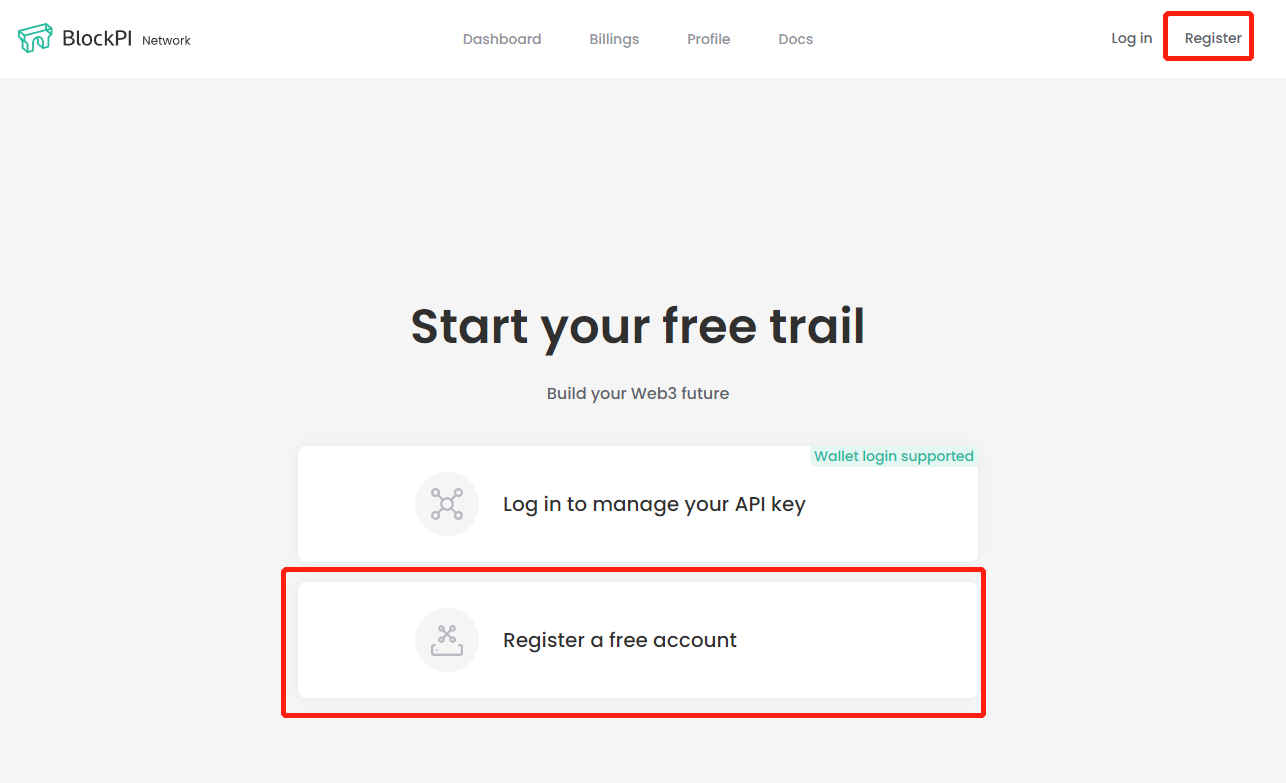 BlockPI Network
Dashboard
Billings
Profile
Docs
Log in
Register
Start your free trail
Build your Web3 future
Wallet login supported
Log in to manage your API key
Register a free account